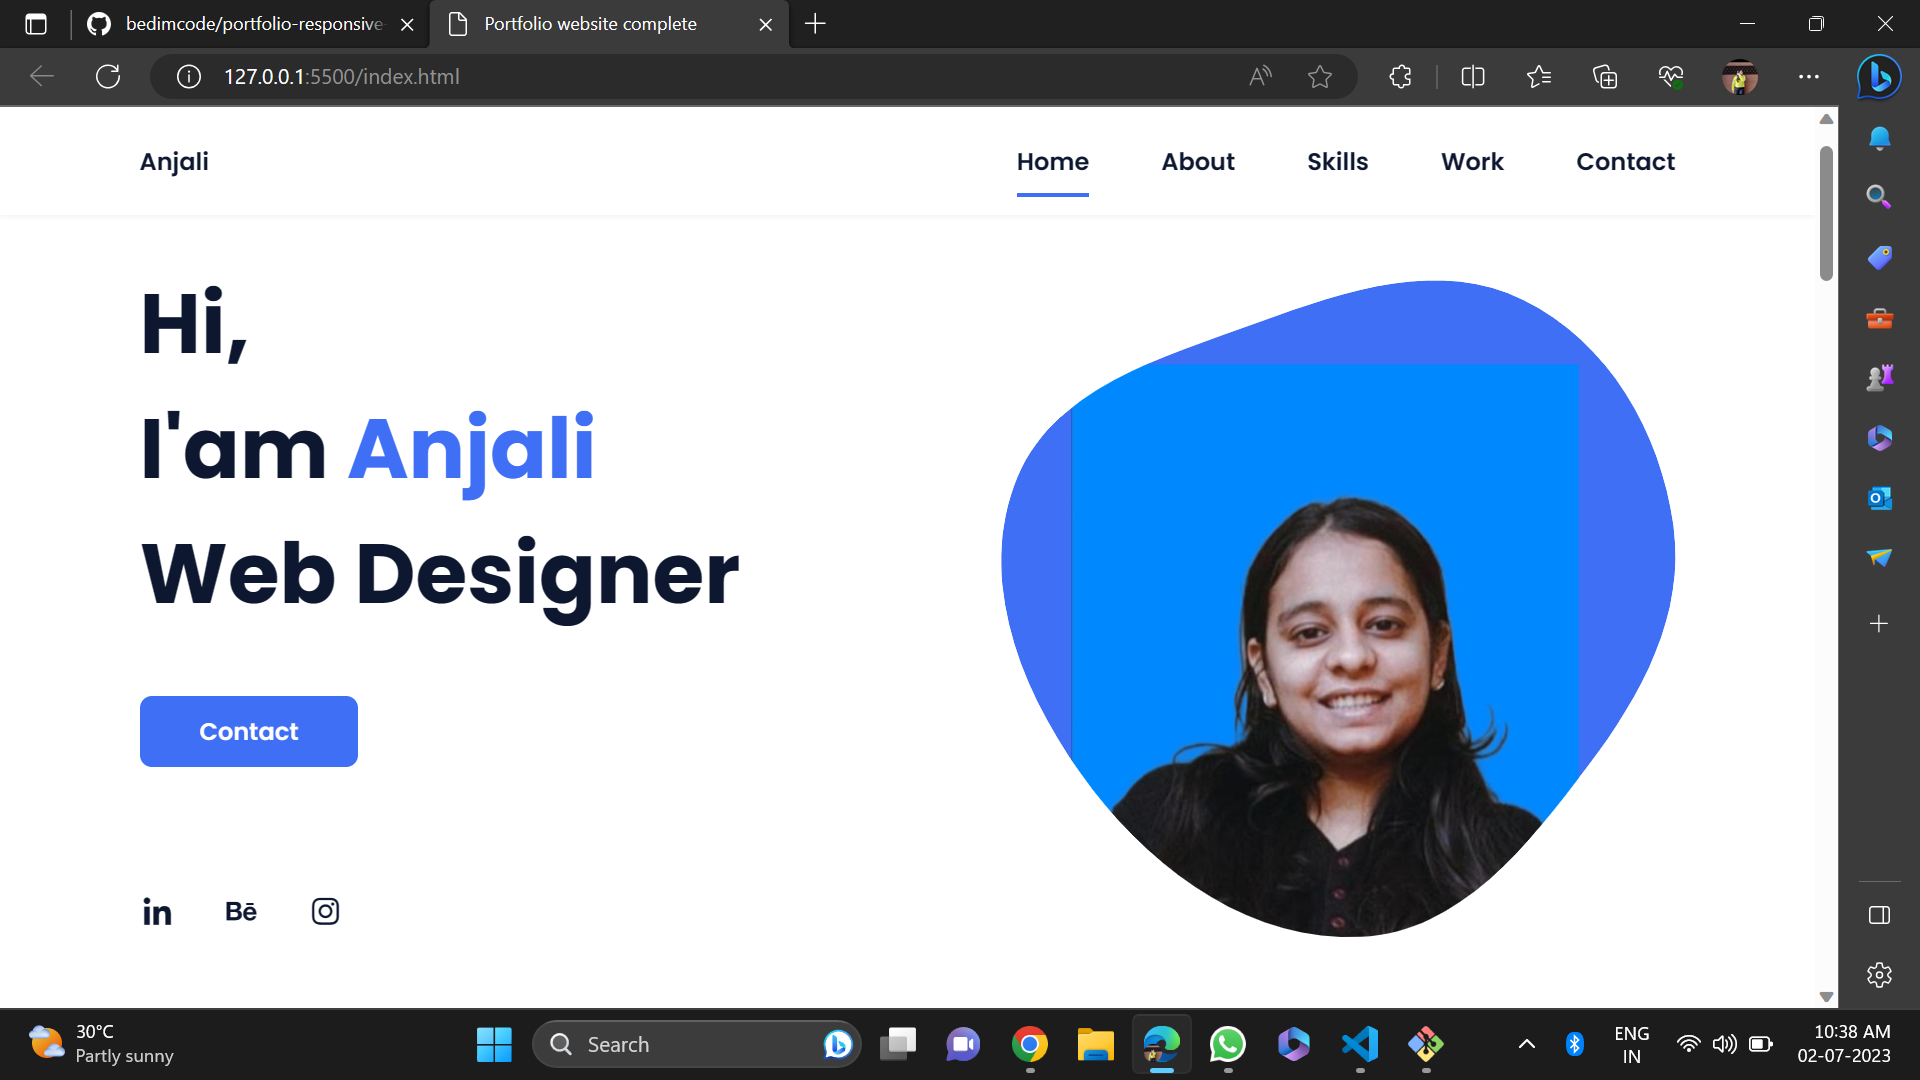 bedimcode/portfolio-responsive-
Portfolio website complete
127.0.0.1:5500/index.html
Anjali
Home
About
Skills
Work
Contact
Hi,
I'am Anjali
Web Designer
Contact
in
Bē
30°C
Partly sunny
Search
ENG
IN
10:38 AM
02-07-2023